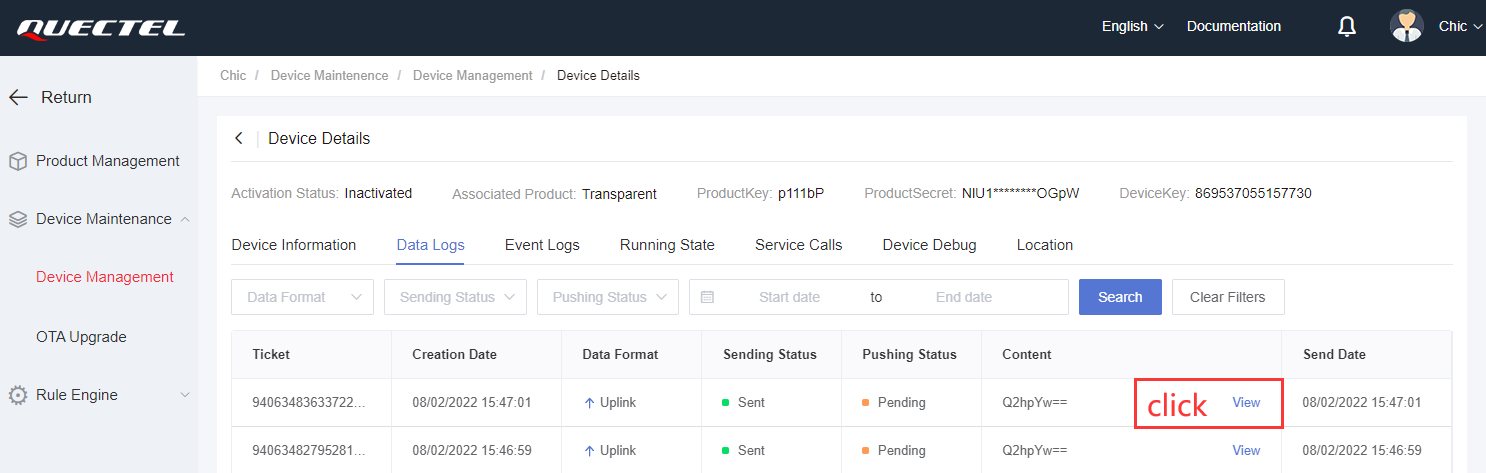 QUECTEL English Documentation Chic
Chic / Device Maintenence / Device Management / Device Details
Return
Device Details
Product Management
Activation Status: Inactivated Associated Product: Transparent ProductKey: p111bP ProductSecret: NIU1********OGpW DeviceKey: 869537055157730
Device Maintenance
Device Information Data Logs Event Logs Running State Service Calls Device Debug Location
Device Management
Data Format Sending Status Pushing Status Start date to End date Search Clear Filters
OTA Upgrade
Ticket Creation Date Data Format Sending Status Pushing Status Content Send Date
Rule Engine
94063483633722... 08/02/2022 15:47:01 ↑ Uplink Sent Pending Q2hpYw== click View 08/02/2022 15:47:01
94063482795281... 08/02/2022 15:46:59 ↑ Uplink Sent Pending Q2hpYw== View 08/02/2022 15:46:59